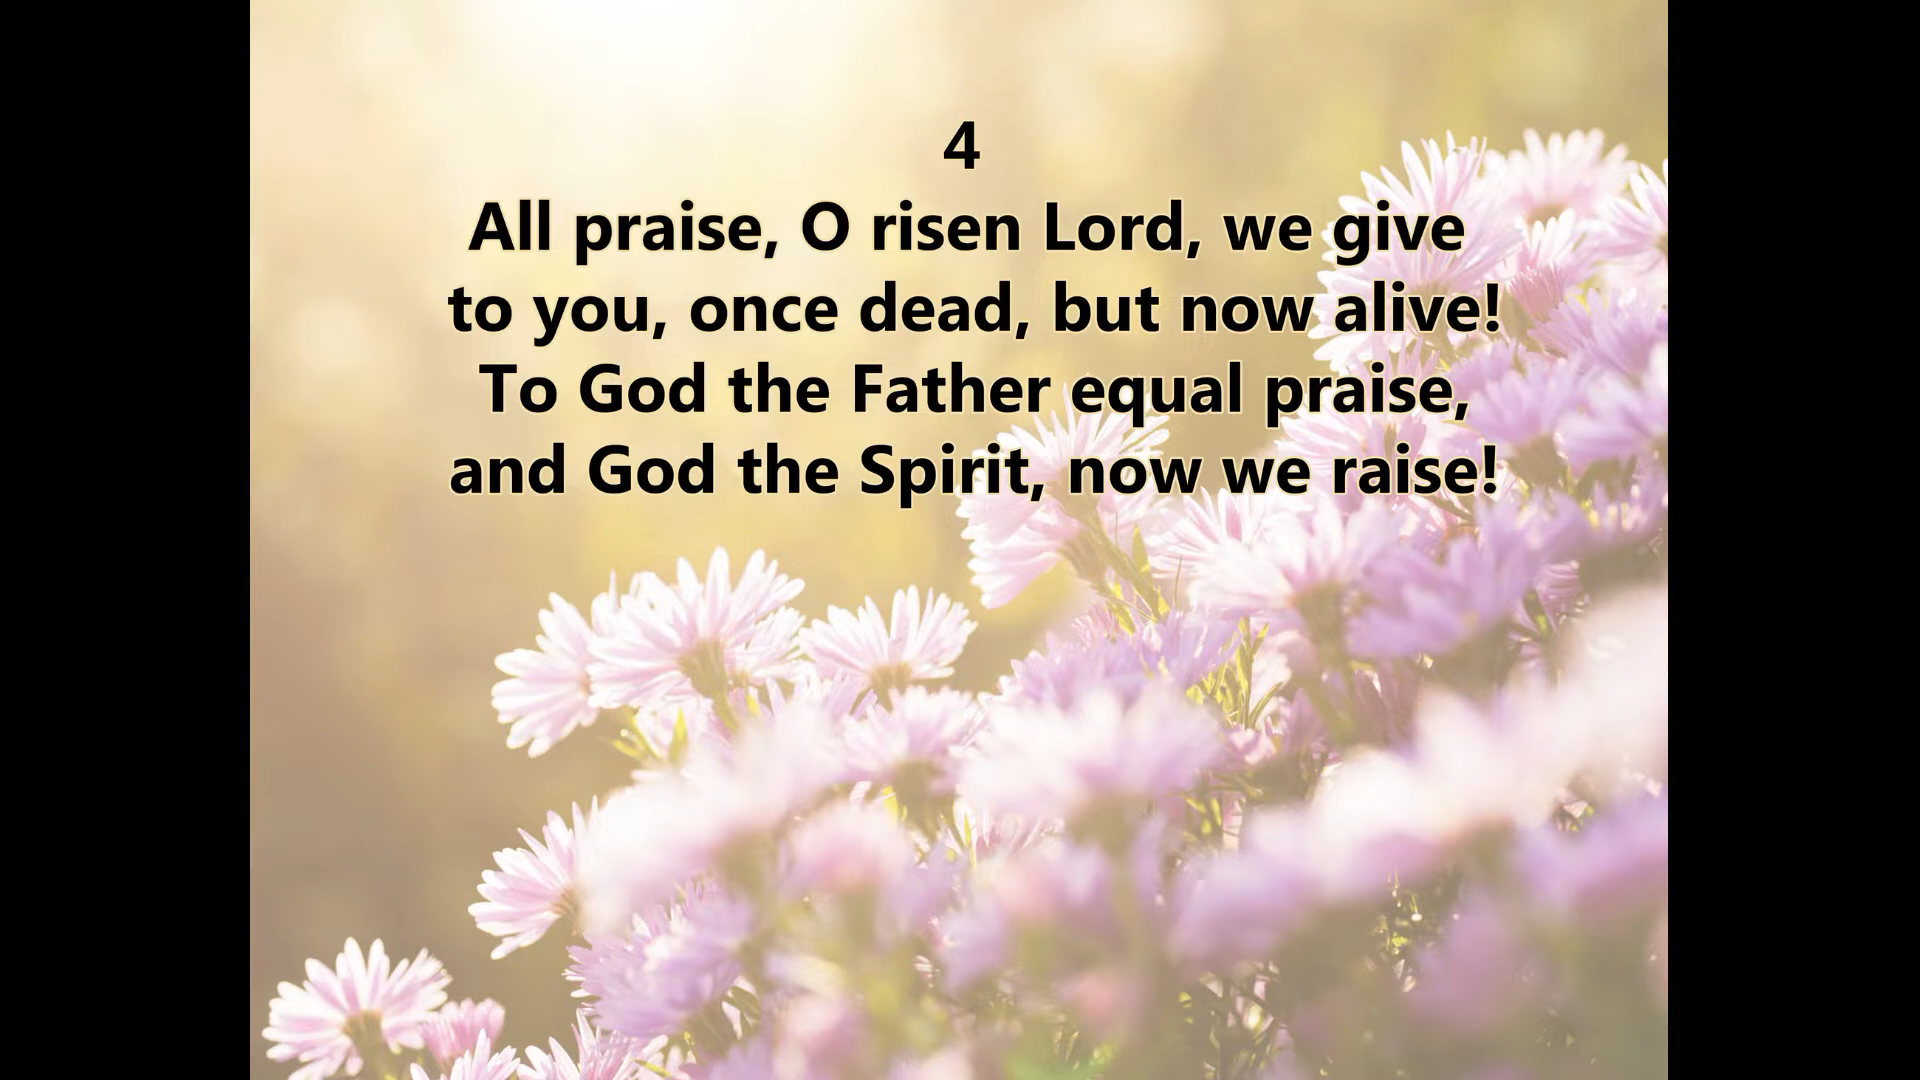 4
All praise, O risen Lord, we give
to you, once dead, but now alive!
To God the Father equal praise,
and God the Spirit, now we raise!